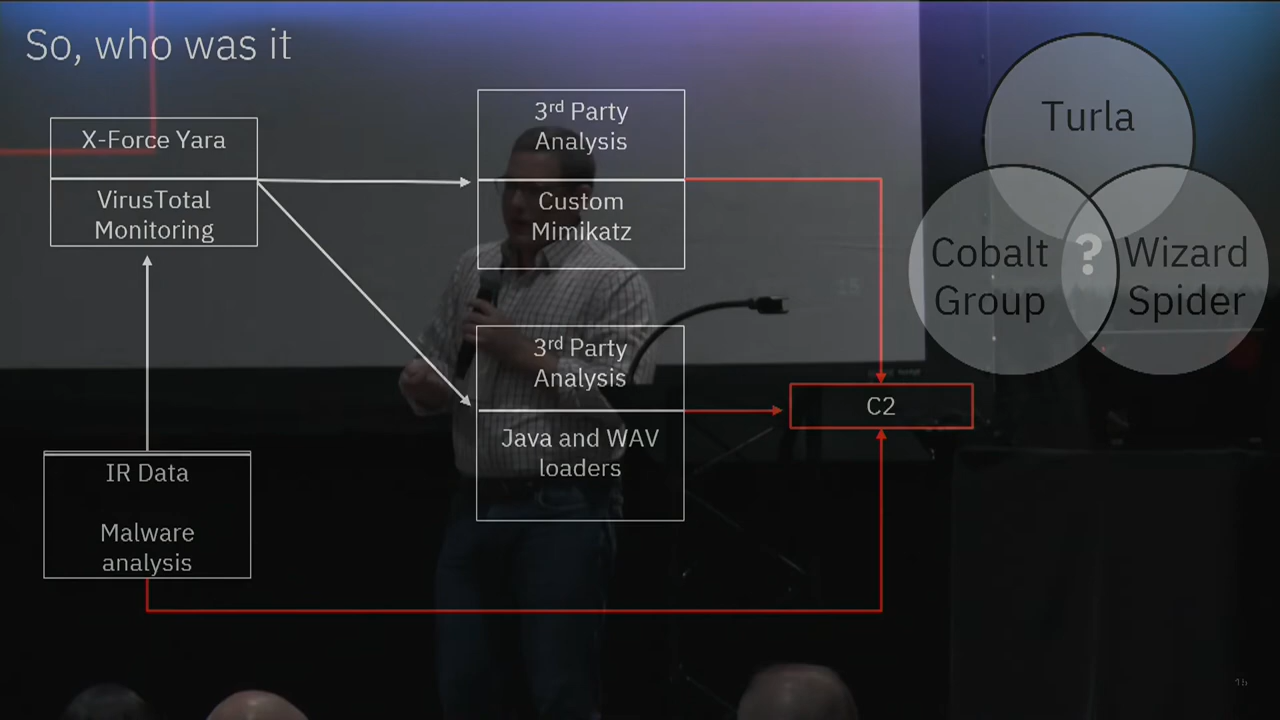 So, who was it
X-Force Yara
VirusTotal
Monitoring
IR Data
Malware
analysis
3rd Party
Analysis
Custom
Mimikatz
3rd Party
Analysis
Java and WAV
loaders
C2
Turla
Cobalt
Group
?
Wizard
Spider
15